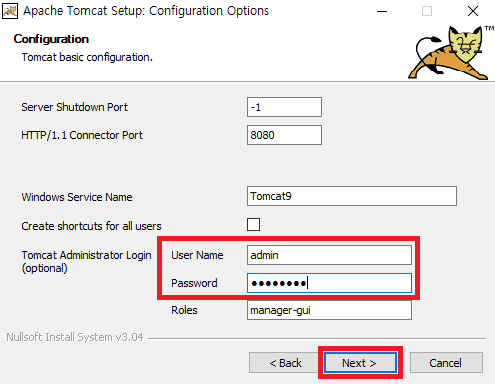 Apache Tomcat Setup: Configuration Options
Configuration
Tomcat basic configuration.
TM
Server Shutdown Port -1
HTTP/1.1 Connector Port 8080
Windows Service Name Tomcat9
Create shortcuts for all users
Tomcat Administrator Login (optional)
User Name admin
Password ●●●●●●●●
Roles manager-gui
Nullsoft Install System v3.04
< Back Next > Cancel